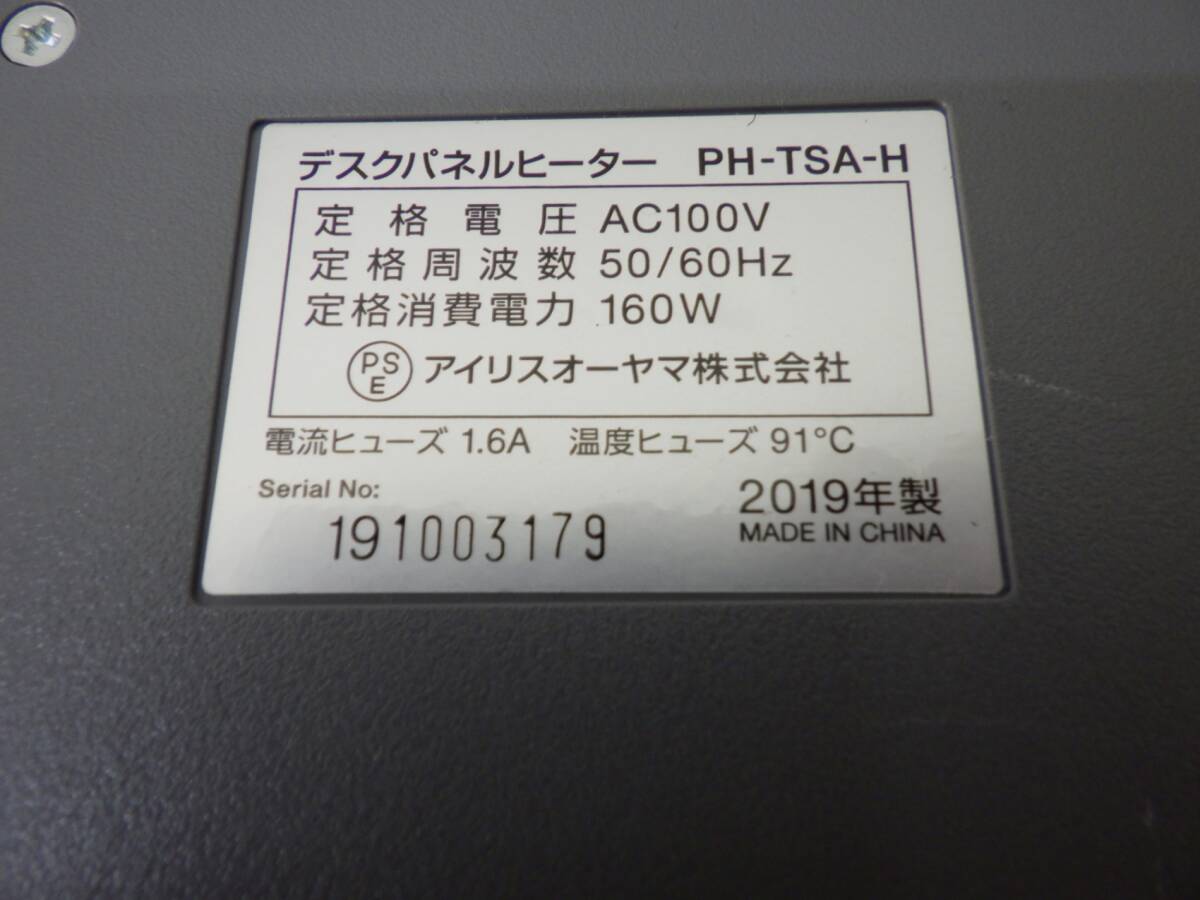 デスクパネルヒーター PH-TSA-H
定格電圧 AC100V
定格周波数 50/60Hz
定格消費電力 160W
PSE アイリスオーヤマ株式会社
電流ヒューズ 1.6A 温度ヒューズ 91°C
Serial No:
191003179
2019年製
MADE IN CHINA